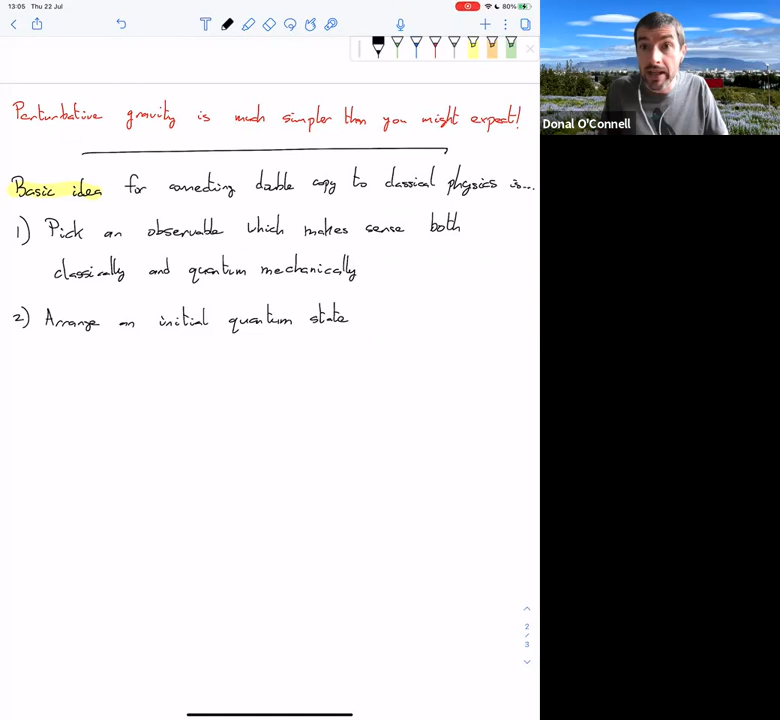 13:05 Thu 22 Jul
80%
Perturbative gravity is much simpler than you might expect!
Basic idea for connecting double copy to classical physics is...
1) Pick an observable which makes sense both
classically and quantum mechanically
2) Arrange an initial quantum state
Donal O'Connell
2
/
3